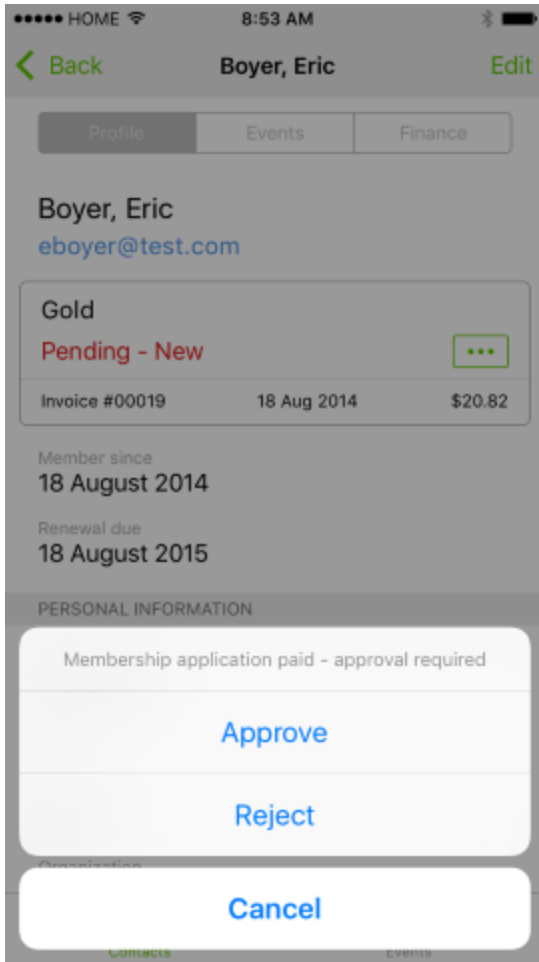 HOME 8:53 AM
Back Boyer, Eric Edit
Profile Events Finance
Boyer, Eric
eboyer@test.com
Gold
Pending - New
Invoice #00019 18 Aug 2014 $20.82
Member since
18 August 2014
Renewal due
18 August 2015
PERSONAL INFORMATION
Membership application paid - approval required
Approve
Reject
Organization
Cancel
Contacts Events